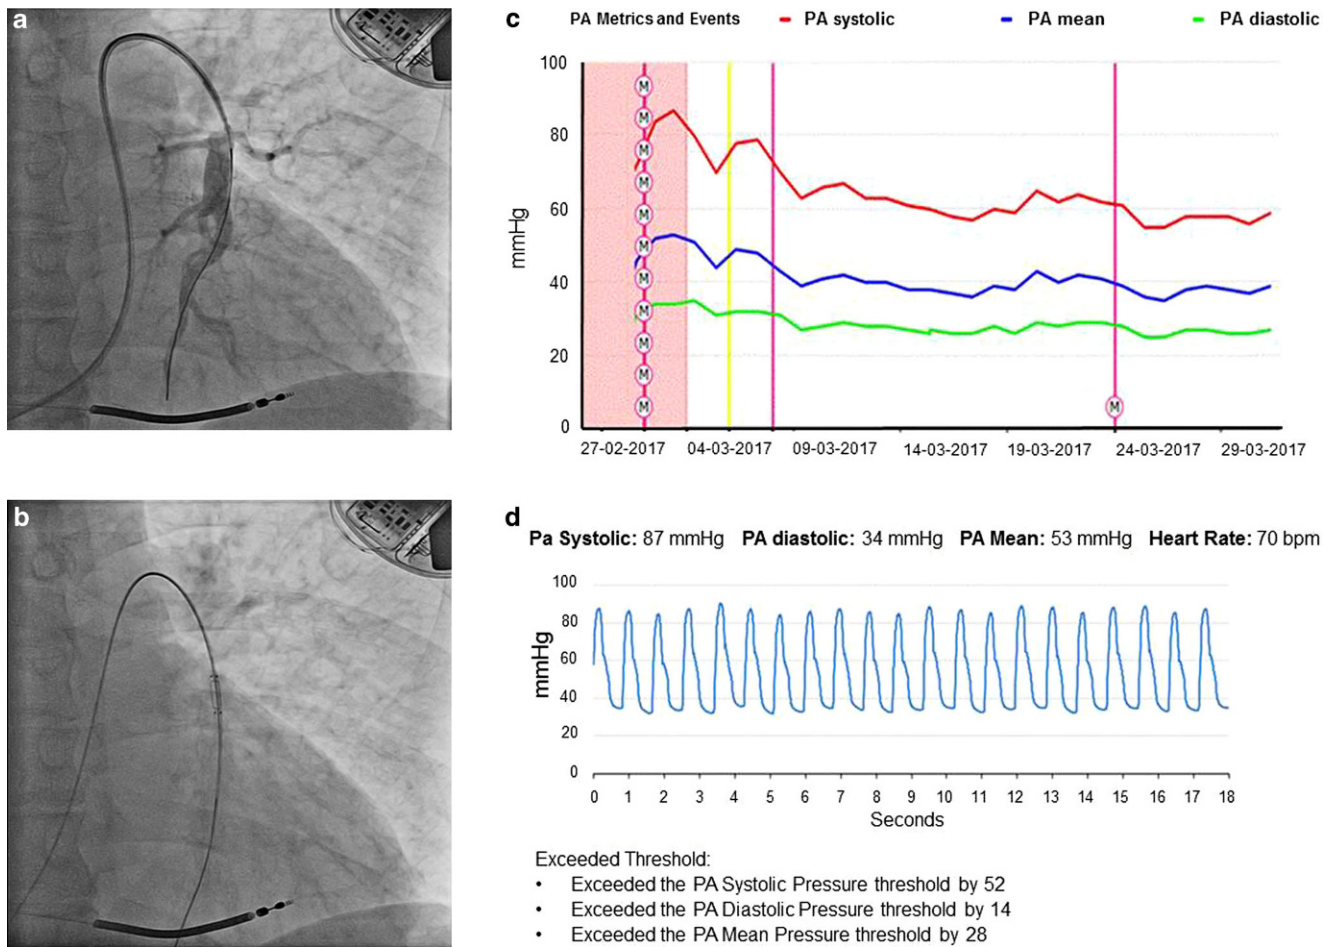 a
b
c
PA Metrics and Events
PA systolic
PA mean
PA diastolic
100
80
60
40
20
0
mmHg
M
M
M
M
M
M
M
M
M
M
M
M
27-02-2017
04-03-2017
09-03-2017
14-03-2017
19-03-2017
24-03-2017
29-03-2017
d
Pa Systolic: 87 mmHg PA diastolic: 34 mmHg PA Mean: 53 mmHg Heart Rate: 70 bpm
100
80
60
40
20
0
mmHg
0 1 2 3 4 5 6 7 8 9 10 11 12 13 14 15 16 17 18
Seconds
Exceeded Threshold:
• Exceeded the PA Systolic Pressure threshold by 52
• Exceeded the PA Diastolic Pressure threshold by 14
• Exceeded the PA Mean Pressure threshold by 28